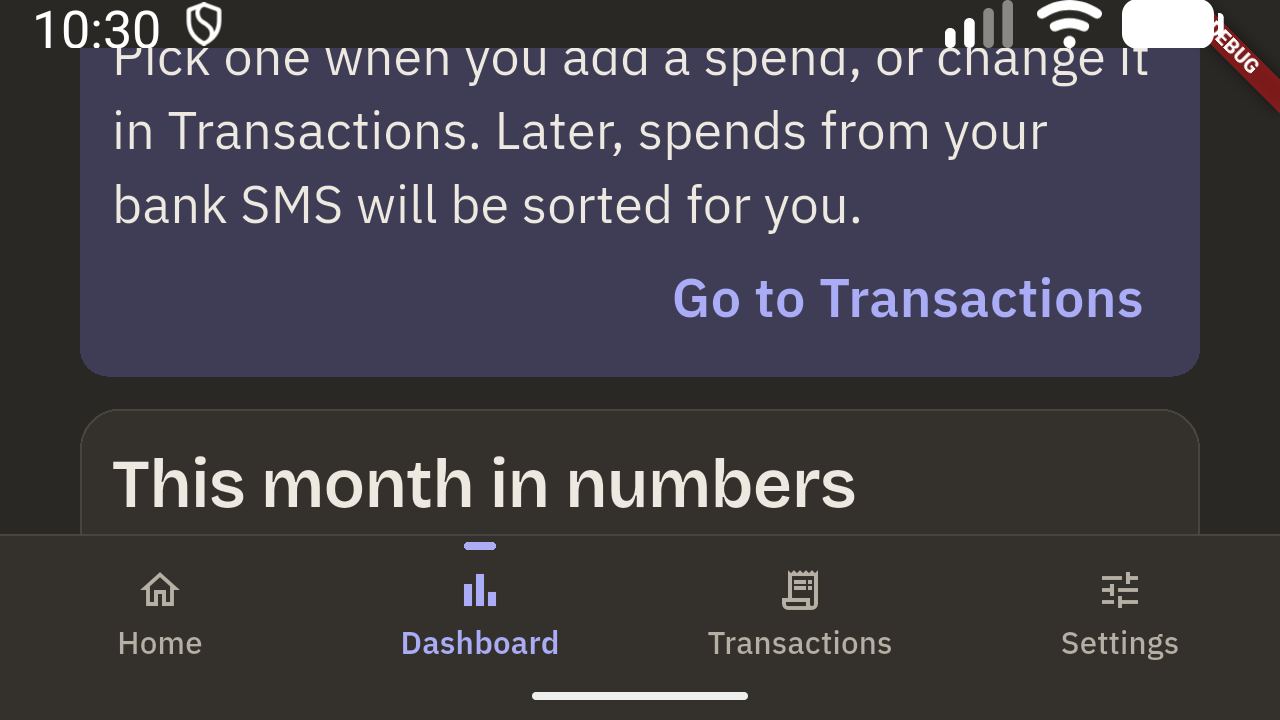 10:30
DEBUG
Pick one when you add a spend, or change it
in Transactions. Later, spends from your
bank SMS will be sorted for you.
Go to Transactions
This month in numbers
Home
Dashboard
Transactions
Settings